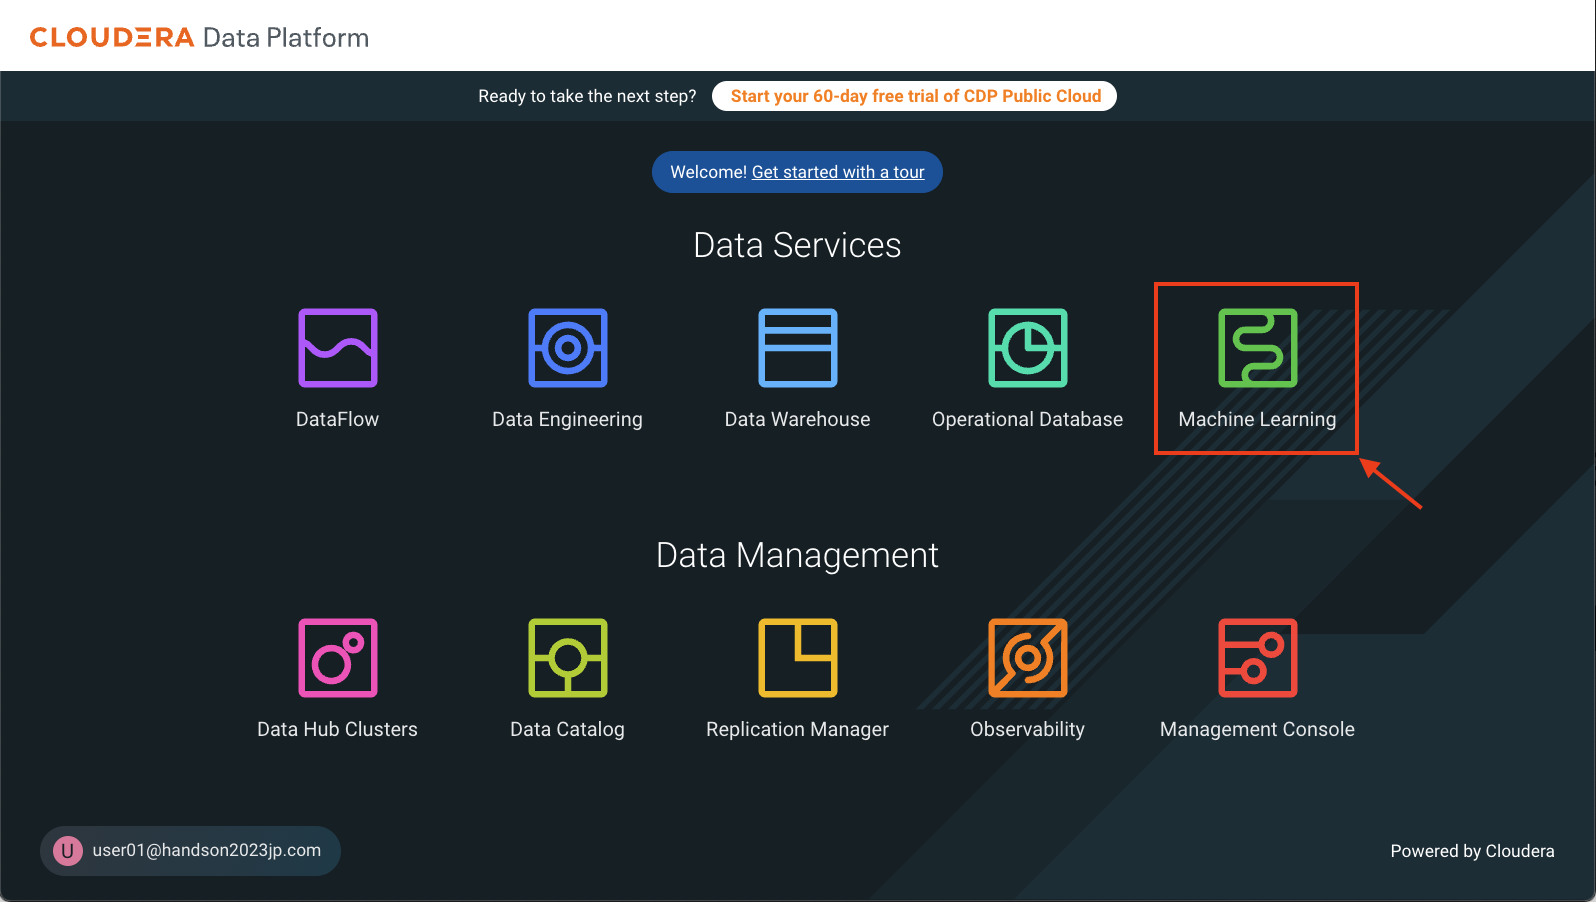 CLOUDERA Data Platform
Ready to take the next step? Start your 60-day free trial of CDP Public Cloud
Welcome! Get started with a tour
Data Services
DataFlow
Data Engineering
Data Warehouse
Operational Database
Machine Learning
Data Management
Data Hub Clusters
Data Catalog
Replication Manager
Observability
Management Console
U user01@handson2023jp.com
Powered by Cloudera